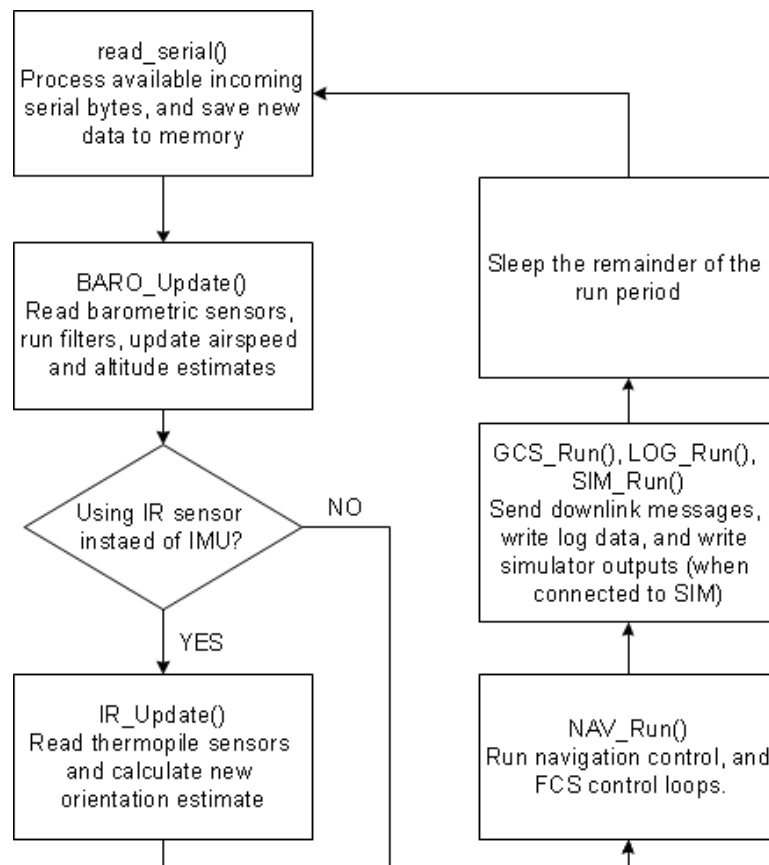 read_serial()
Process available incoming
serial bytes, and save new
data to memory
BARO_Update()
Read barometric sensors,
run filters, update airspeed
and altitude estimates
Using IR sensor
instaed of IMU?
NO
YES
IR_Update()
Read thermopile sensors
and calculate new
orientation estimate
Sleep the remainder of the
run period
GCS_Run(), LOG_Run(),
SIM_Run()
Send downlink messages,
write log data, and write
simulator outputs (when
connected to SIM)
NAV_Run()
Run navigation control, and
FCS control loops.